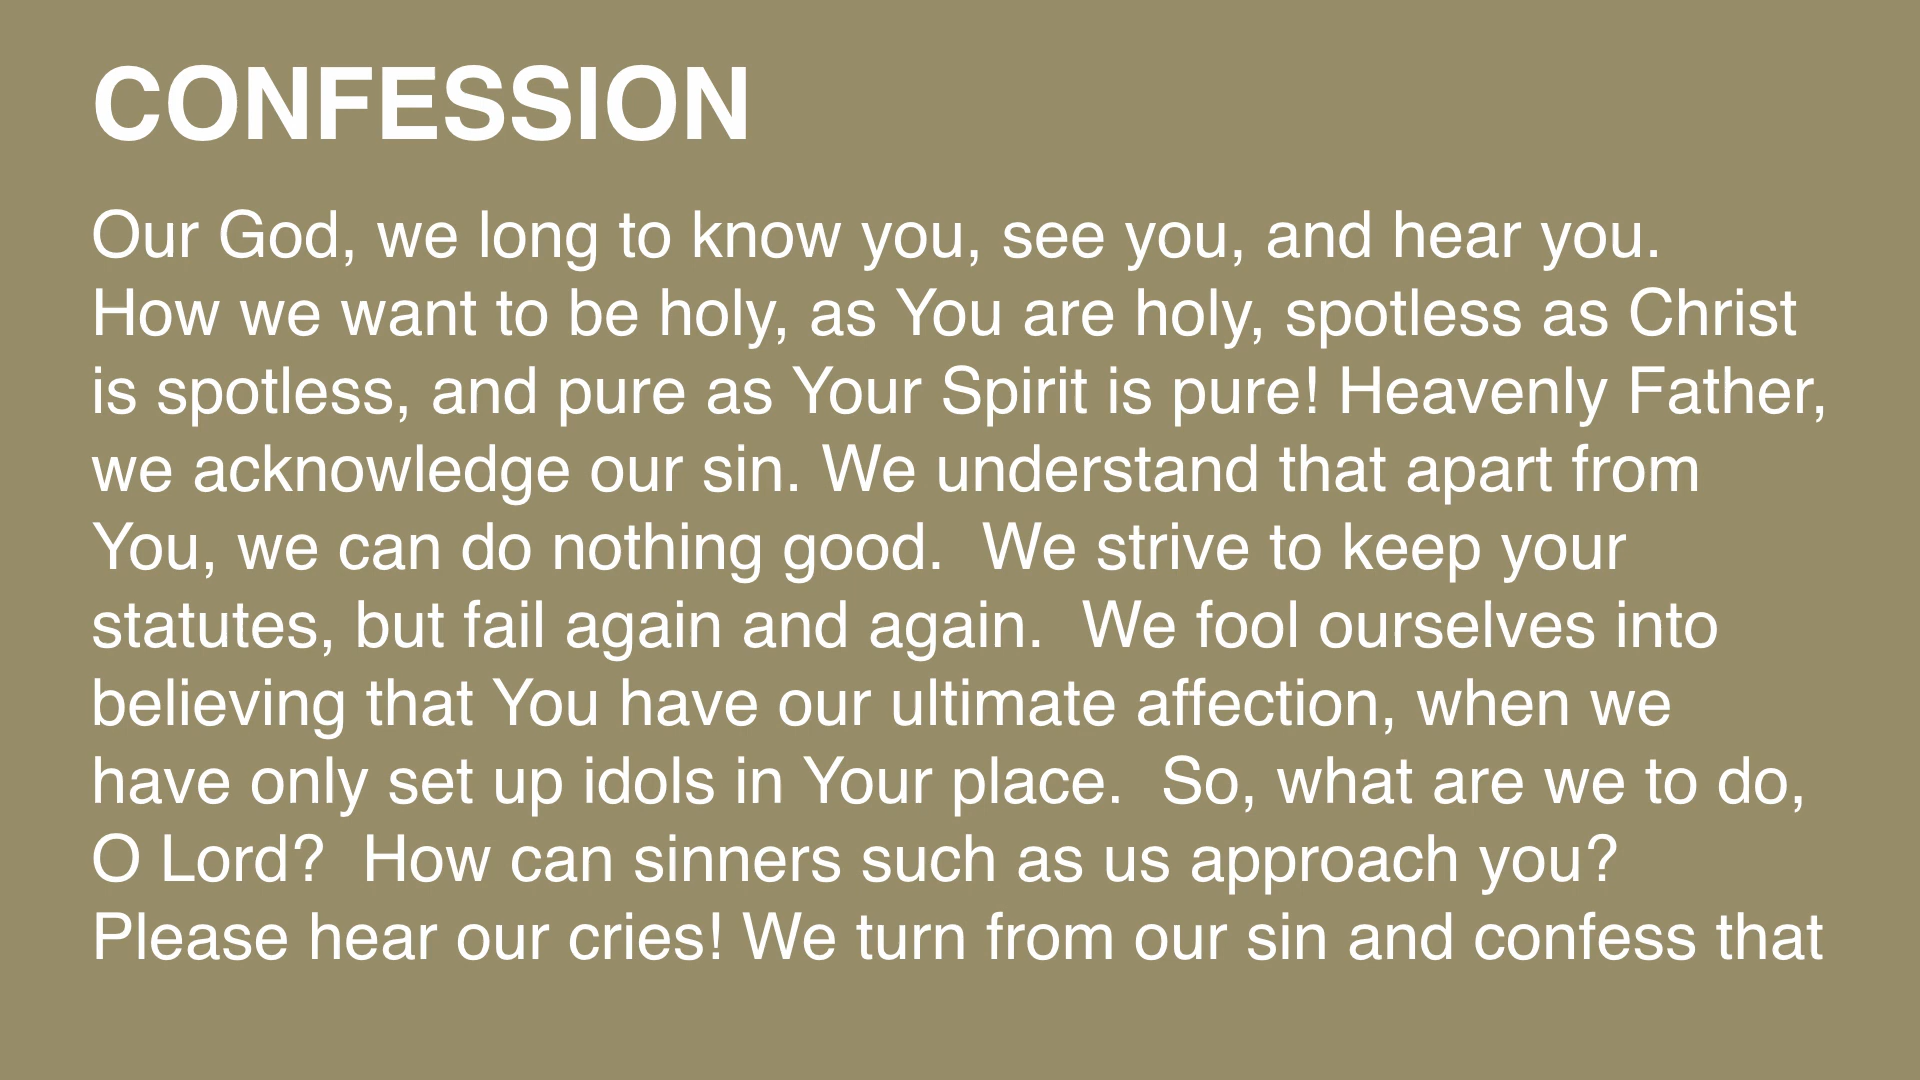 CONFESSION
Our God, we long to know you, see you, and hear you.
How we want to be holy, as You are holy, spotless as Christ
is spotless, and pure as Your Spirit is pure! Heavenly Father,
we acknowledge our sin. We understand that apart from
You, we can do nothing good.  We strive to keep your
statutes, but fail again and again.  We fool ourselves into
believing that You have our ultimate affection, when we
have only set up idols in Your place.  So, what are we to do,
O Lord?  How can sinners such as us approach you?
Please hear our cries! We turn from our sin and confess that